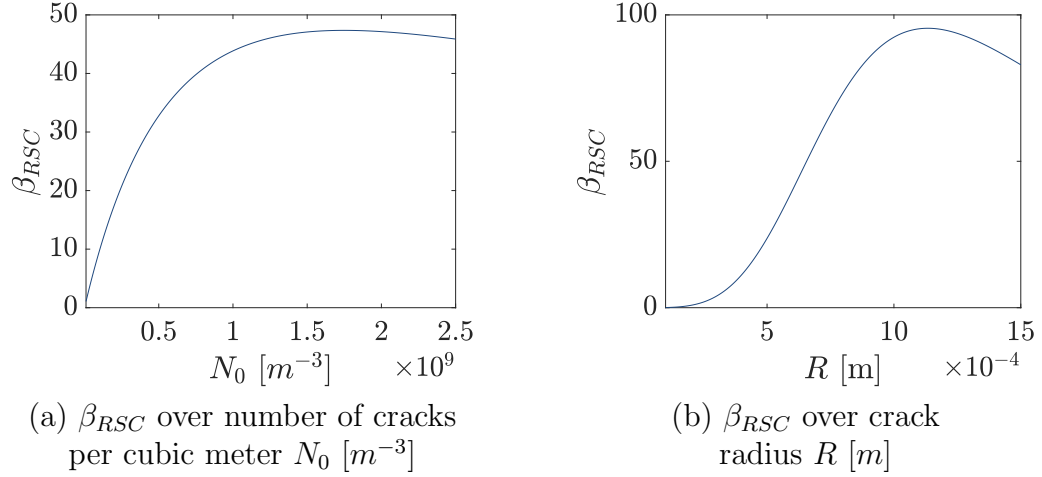 50
40
30
20
10
0
β_RSC
0.5 1 1.5 2 2.5
N_0 [m^{-3}] ×10^9
(a) β_RSC over number of cracks
per cubic meter N_0 [m^{-3}]
100
50
0
β_RSC
5 10 15
R [m] ×10^{-4}
(b) β_RSC over crack
radius R [m]